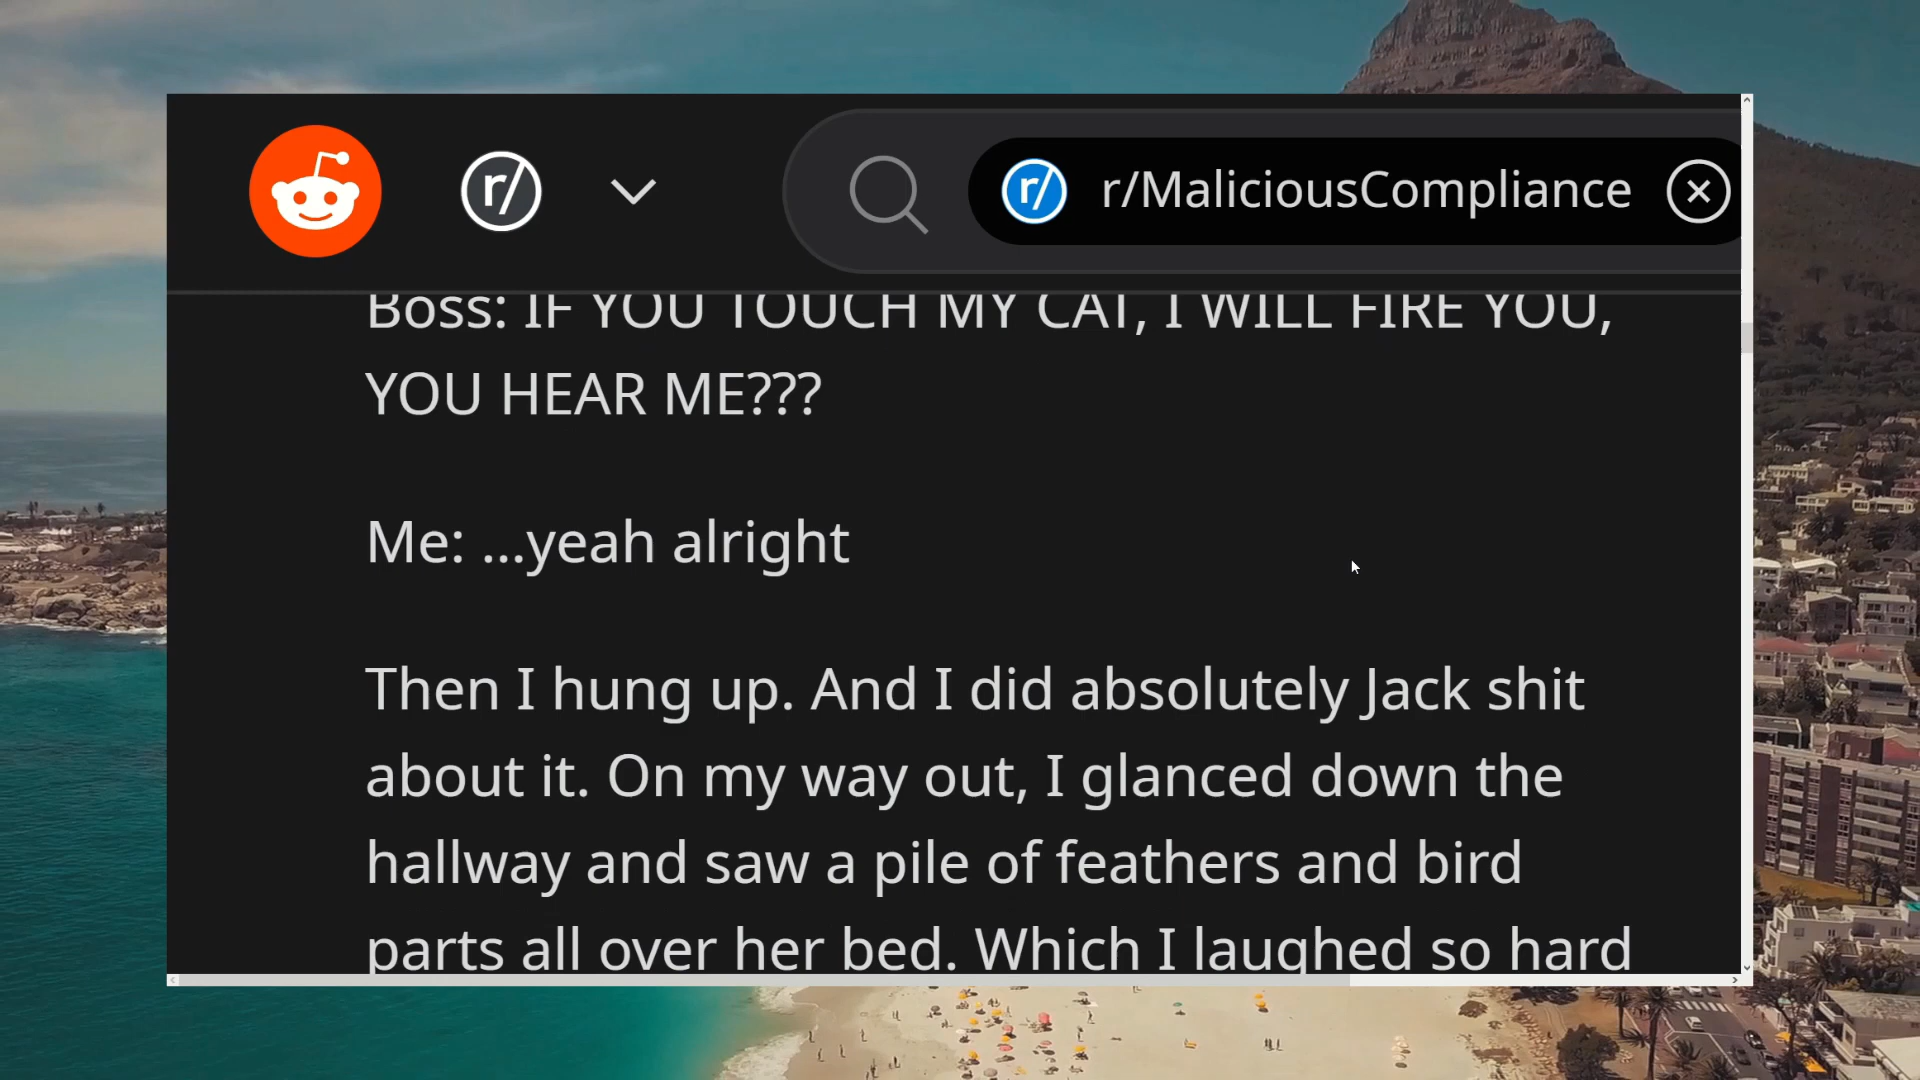 r/
r/ r/MaliciousCompliance
Boss: IF YOU TOUCH MY CAT, I WILL FIRE YOU,
YOU HEAR ME???
Me: ...yeah alright
Then I hung up. And I did absolutely Jack shit
about it. On my way out, I glanced down the
hallway and saw a pile of feathers and bird
parts all over her bed. Which I laughed so hard